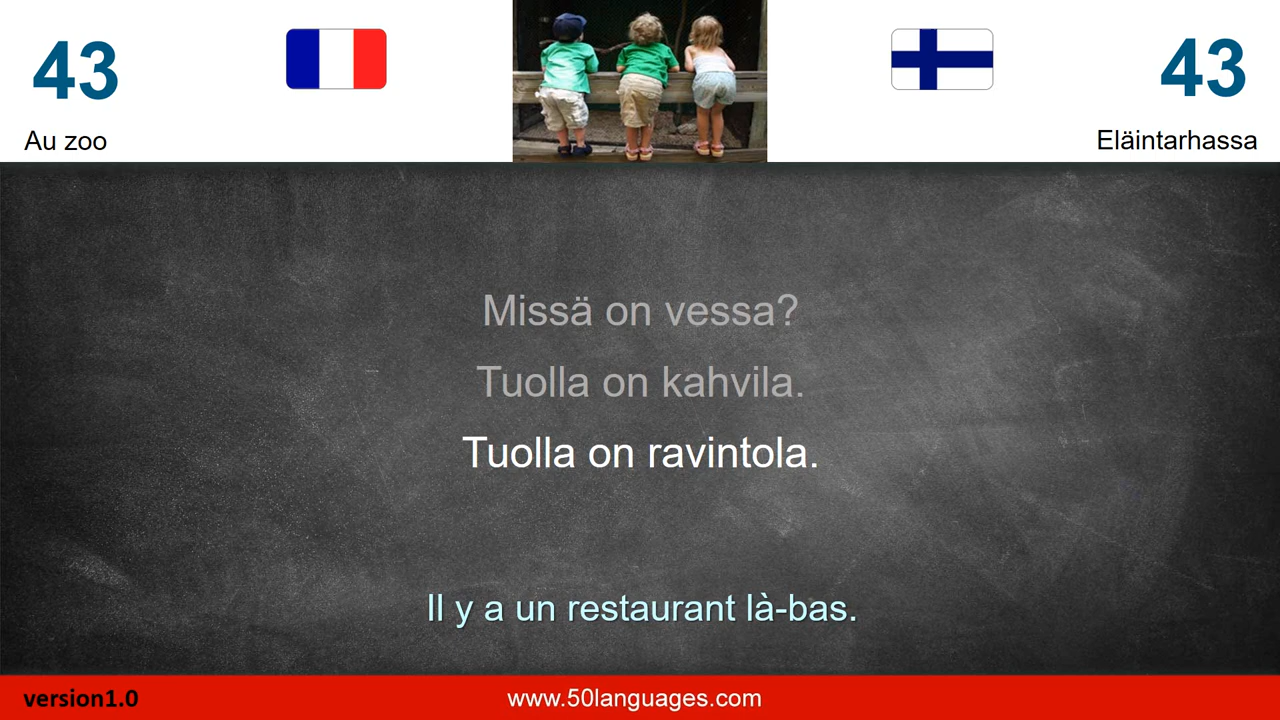 43
43
Au zoo
Eläintarhassa
Missä on vessa?
Tuolla on kahvila.
Tuolla on ravintola.
Il y a un restaurant là-bas.
version1.0
www.50languages.com